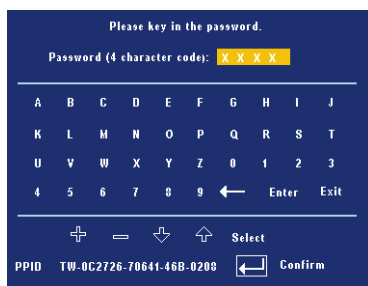 Please key in the password.
Password (4 character code): X X X X
A B C D E F G H I J
K L M N O P Q R S T
U V W X Y Z 0 1 2 3
4 5 6 7 8 9 ← Enter Exit
Select
PPID TW-0C2726-70641-46B-0208 Confirm